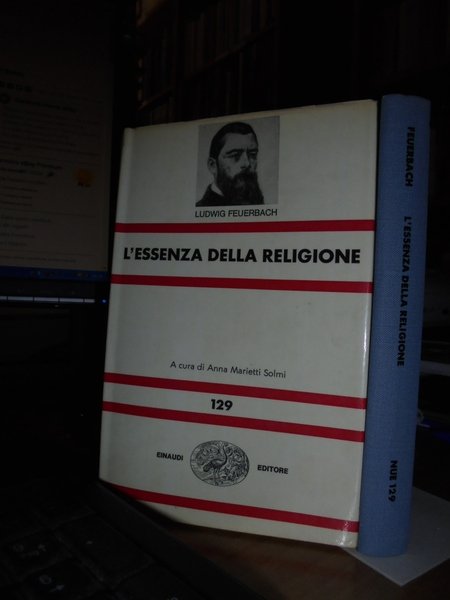 LUDWIG FEUERBACH
L'ESSENZA DELLA RELIGIONE
A cura di Anna Marietti Solmi
129
EINAUDI EDITORE
FEUERBACH L'ESSENZA DELLA RELIGIONE NUE 129